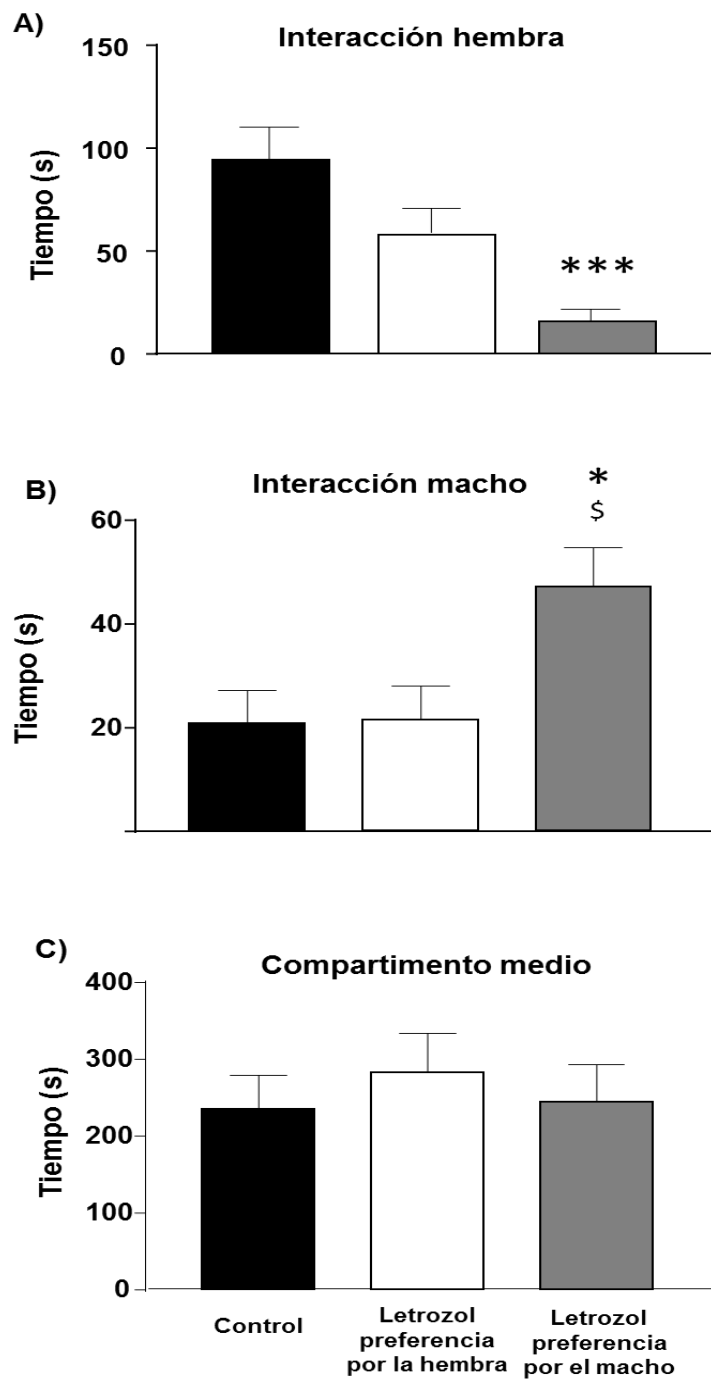 A)
Interacción hembra
150
100
50
0
Tiempo (s)
***
B)
Interacción macho
*
$
60
40
20
Tiempo (s)
C)
Compartimento medio
400
300
200
100
0
Tiempo (s)
Control
Letrozol
preferencia
por la hembra
Letrozol
preferencia
por el macho